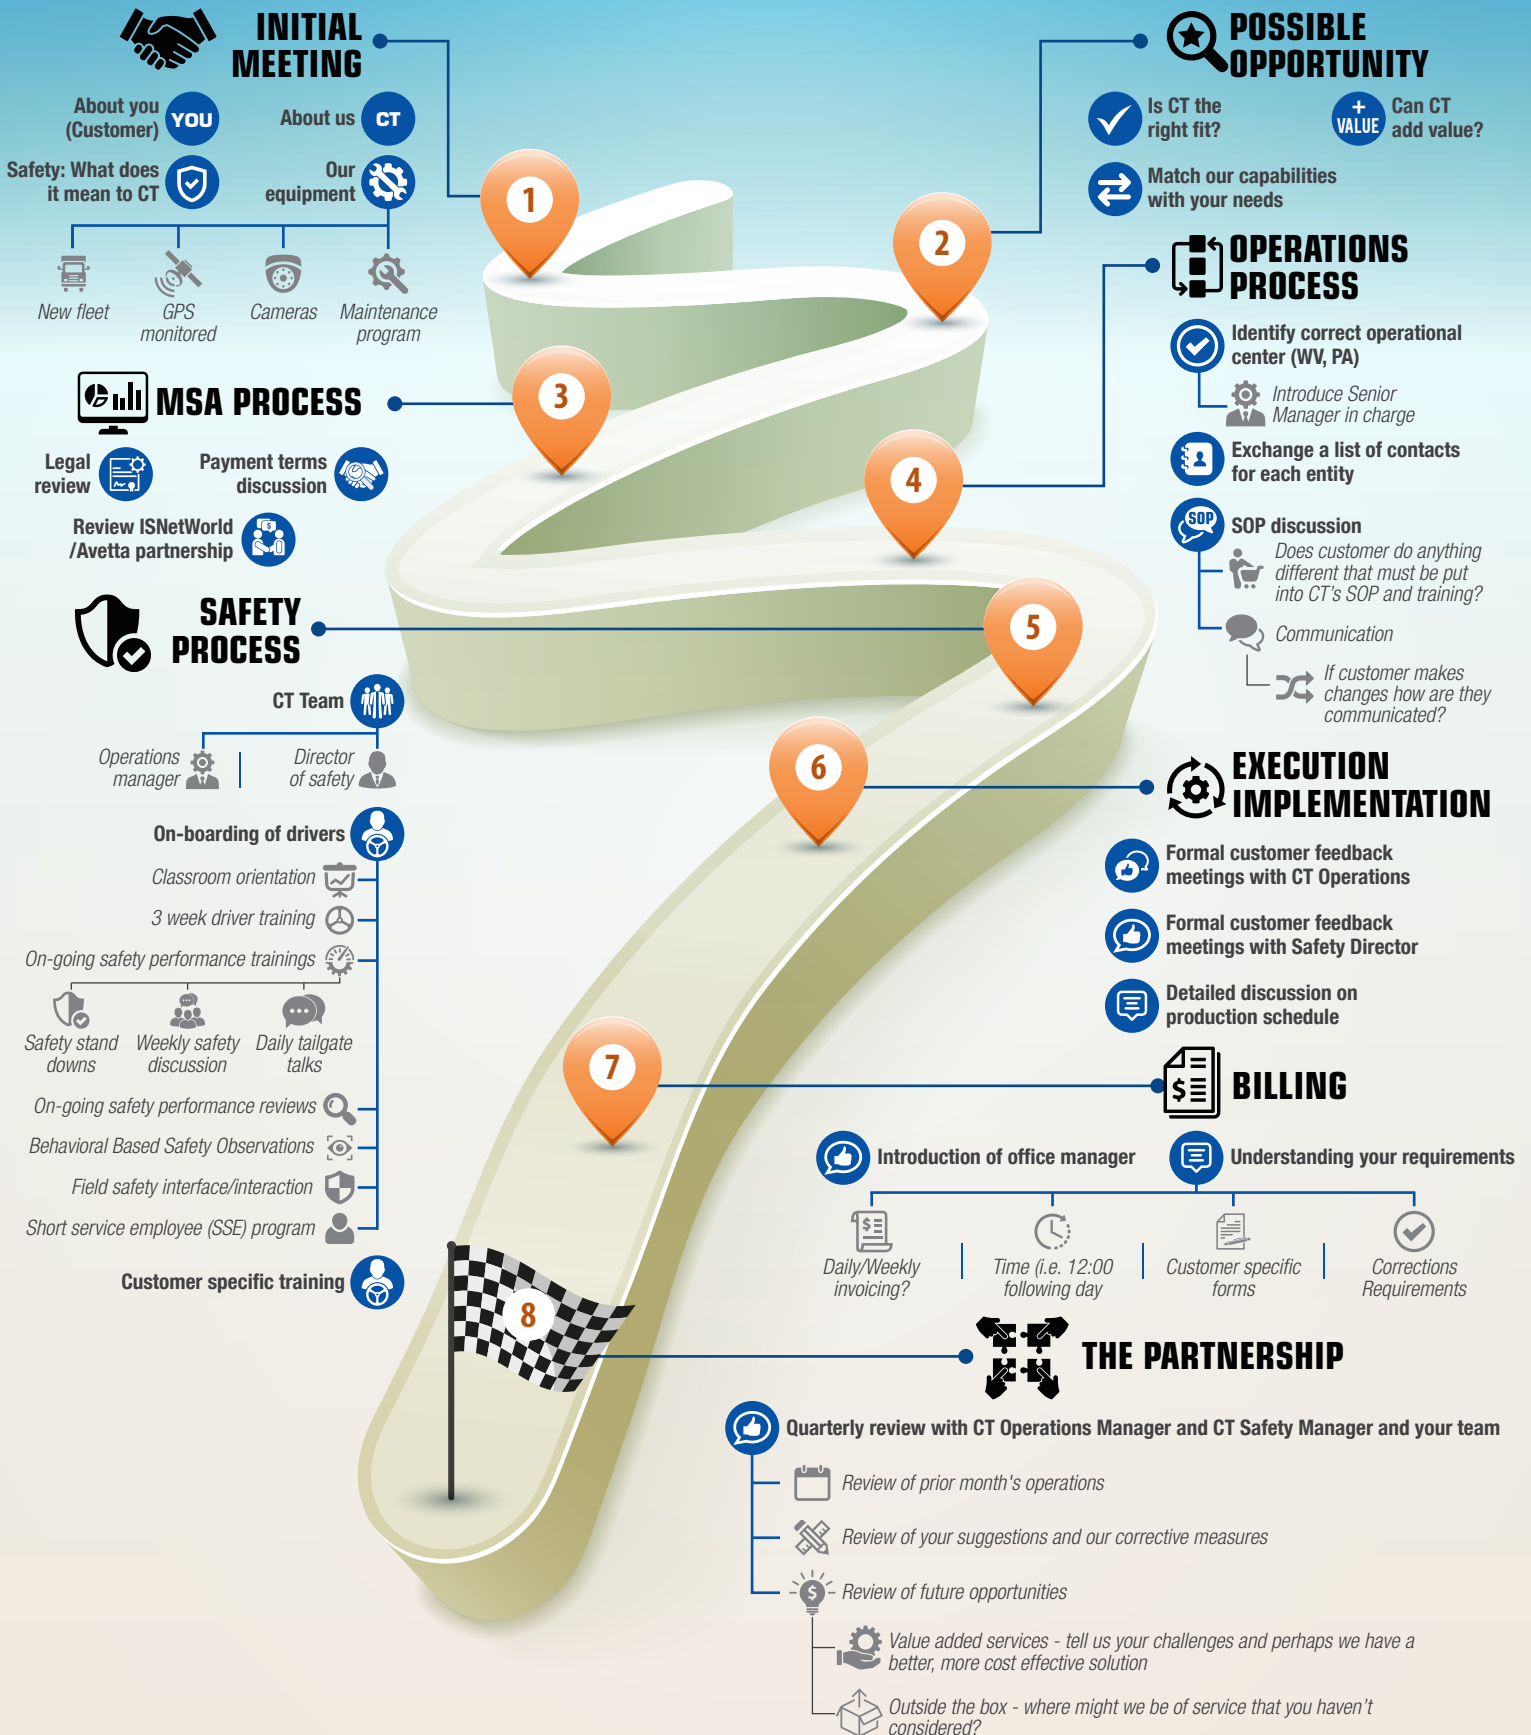 INITIAL
MEETING
About you
(Customer)
YOU
About us
CT
Safety: What does
it mean to CT
Our
equipment
New fleet
GPS
monitored
Cameras
Maintenance
program
1
POSSIBLE
OPPORTUNITY
Is CT the
right fit?
+
VALUE
Can CT
add value?
Match our capabilities
with your needs
2
MSA PROCESS
Legal
review
Payment terms
discussion
Review ISNetWorld
/Avetta partnership
3
OPERATIONS
PROCESS
Identify correct operational
center (WV, PA)
Introduce Senior
Manager in charge
Exchange a list of contacts
for each entity
SOP
SOP discussion
Does customer do anything
different that must be put
into CT's SOP and training?
Communication
If customer makes
changes how are they
communicated?
4
SAFETY
PROCESS
CT Team
Operations
manager
Director
of safety
On-boarding of drivers
Classroom orientation
3 week driver training
On-going safety performance trainings
Safety stand
downs
Weekly safety
discussion
Daily tailgate
talks
On-going safety performance reviews
Behavioral Based Safety Observations
Field safety interface/interaction
Short service employee (SSE) program
Customer specific training
5
EXECUTION
IMPLEMENTATION
Formal customer feedback
meetings with CT Operations
Formal customer feedback
meetings with Safety Director
Detailed discussion on
production schedule
6
BILLING
$
Introduction of office manager
Understanding your requirements
$
Daily/Weekly
invoicing?
Time (i.e. 12:00
following day
Customer specific
forms
Corrections
Requirements
7
THE PARTNERSHIP
Quarterly review with CT Operations Manager and CT Safety Manager and your team
Review of prior month's operations
Review of your suggestions and our corrective measures
$
Review of future opportunities
Value added services - tell us your challenges and perhaps we have a
better, more cost effective solution
Outside the box - where might we be of service that you haven't
considered?
8